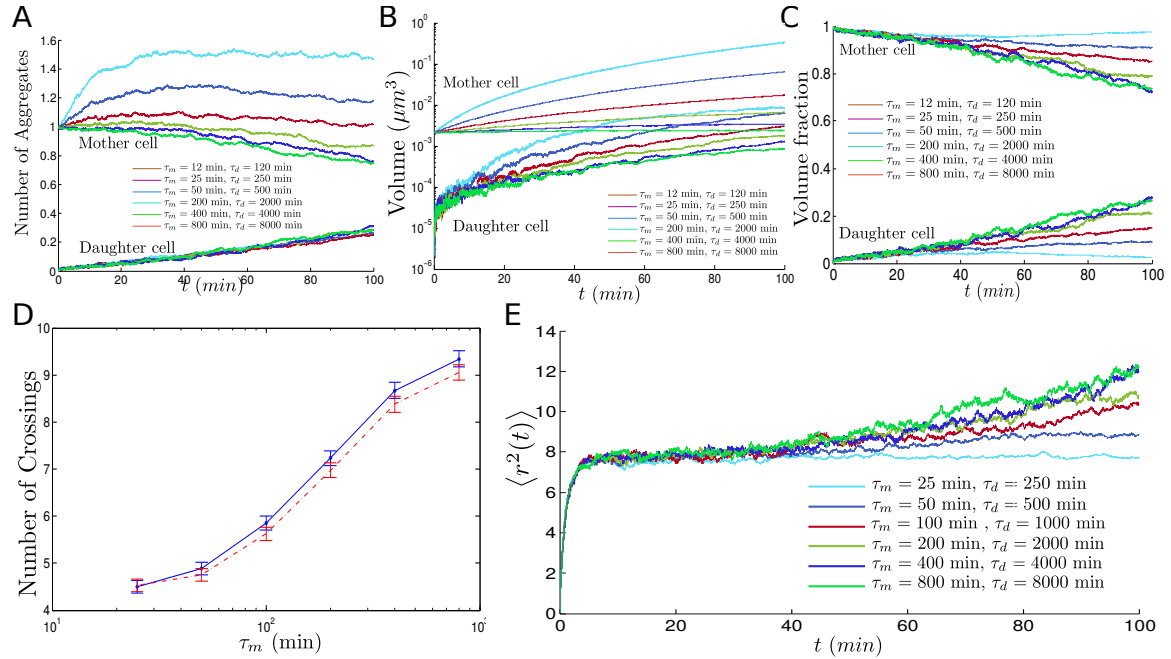 A
Number of Aggregates
1.6
1.4
1.2
1
0.8
0.6
0.4
0.2
0
0 20 40 60 80 100
t (min)
Mother cell
τm = 12 min, τd = 120 min
τm = 25 min, τd = 250 min
τm = 50 min, τd = 500 min
τm = 200 min, τd = 2000 min
τm = 400 min, τd = 4000 min
τm = 800 min, τd = 8000 min
Daughter cell
B
Volume (μm³)
10⁰
10⁻¹
10⁻²
10⁻³
10⁻⁴
10⁻⁵
10⁻⁶
0 20 40 60 80 100
t (min)
Mother cell
Daughter cell
τm = 12 min, τd = 120 min
τm = 25 min, τd = 250 min
τm = 50 min, τd = 500 min
τm = 200 min, τd = 2000 min
τm = 400 min, τd = 4000 min
τm = 800 min, τd = 8000 min
C
Volume fraction
1
0.8
0.6
0.4
0.2
0
0 20 40 60 80 100
t (min)
Mother cell
τm = 12 min, τd = 120 min
τm = 25 min, τd = 250 min
τm = 50 min, τd = 500 min
τm = 200 min, τd = 2000 min
τm = 400 min, τd = 4000 min
τm = 800 min, τd = 8000 min
Daughter cell
D
Number of Crossings
10
9
8
7
6
5
4
10¹ 10²
τm (min)
E
⟨r²(t)⟩
14
12
10
8
6
4
2
0
0 20 40 60 80 100
t (min)
τm = 25 min, τd = 250 min
τm = 50 min, τd = 500 min
τm = 100 min , τd = 1000 min
τm = 200 min, τd = 2000 min
τm = 400 min, τd = 4000 min
τm = 800 min, τd = 8000 min